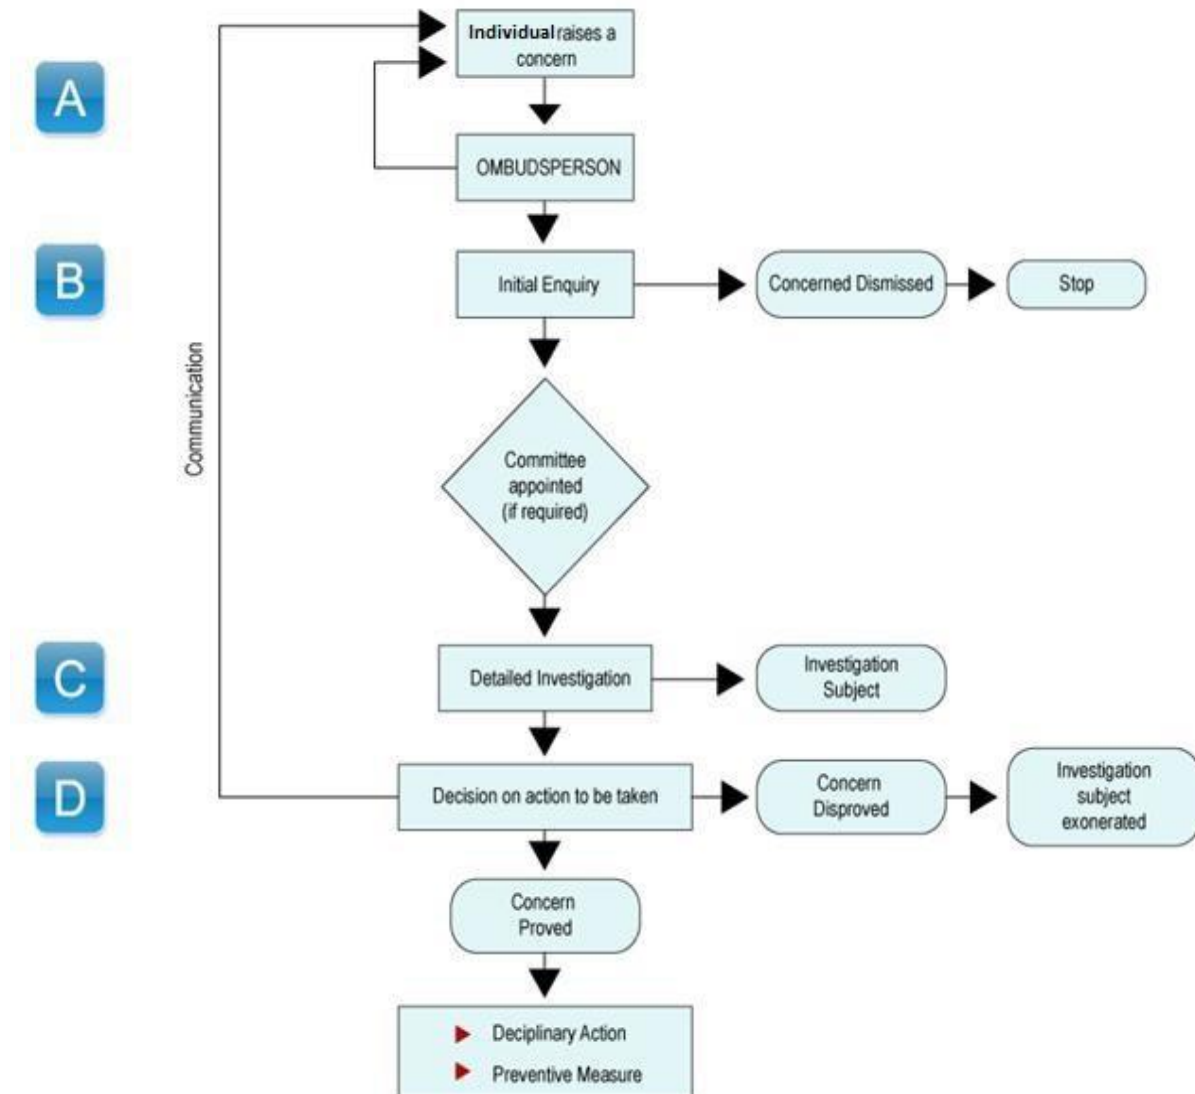 Individual raises a
concern
A
OMBUDSPERSON
B
Initial Enquiry
Concerned Dismissed
Stop
Communication
Committee
appointed
(if required)
C
Detailed Investigation
Investigation
Subject
D
Decision on action to be taken
Concern
Disproved
Investigation
subject
exonerated
Concern
Proved
Deciplinary Action
Preventive Measure